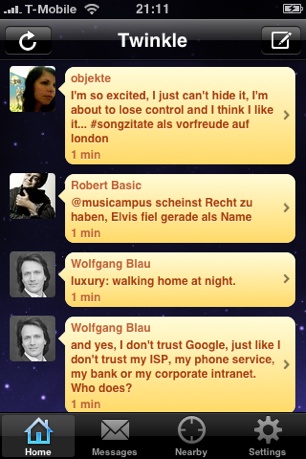 T-Mobile 21:11
Twinkle
objekte
I'm so excited, I just can't hide it, I'm
about to lose control and I think I like
it... #songzitate als vorfreude auf
london
1 min
Robert Basic
@musicampus scheinst Recht zu
haben, Elvis fiel gerade als Name
1 min
Wolfgang Blau
luxury: walking home at night.
1 min
Wolfgang Blau
and yes, I don't trust Google, just like I
don't trust my ISP, my phone service,
my bank or my corporate intranet.
Who does?
1 min
Home Messages Nearby Settings